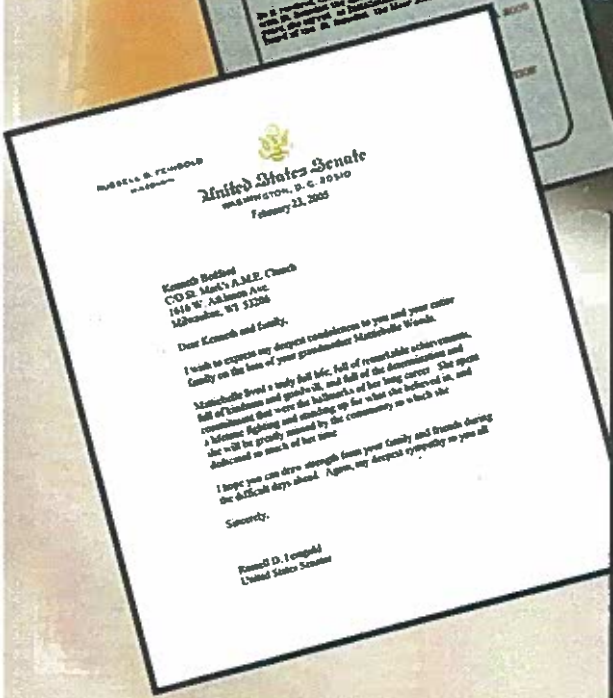 2005
RUSSELL D. FEINGOLD
WISCONSIN
United States Senate
WASHINGTON, D. C. 20510
February 23, 2005
Kenneth Bedford
C/O St. Mark's A.M.E. Church
1616 W. Atkinson Ave.
Milwaukee, WI 53206
Dear Kenneth and family,
I wish to express my deepest condolences to you and your entire
family on the loss of your grandmother Mattiebelle Woods.
Mattiebelle lived a truly full life, full of remarkable achievements,
full of kindness and goodwill, and full of the determination and
commitment that were the hallmarks of her long career. She spent
a lifetime fighting and standing up for what she believed in, and
she will be greatly missed by the community to which she
dedicated so much of her time
I hope you can draw strength from your family and friends during
the difficult days ahead. Again, my deepest sympathy to you all
Sincerely,
Russell D. Feingold
United States Senator